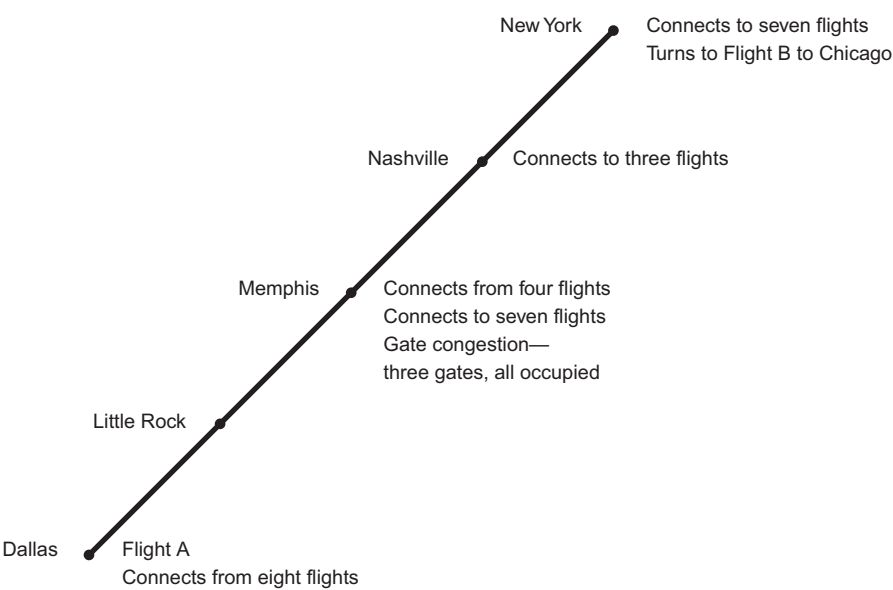 New York
Connects to seven flights
Turns to Flight B to Chicago
Nashville
Connects to three flights
Memphis
Connects from four flights
Connects to seven flights
Gate congestion—
three gates, all occupied
Little Rock
Dallas
Flight A
Connects from eight flights